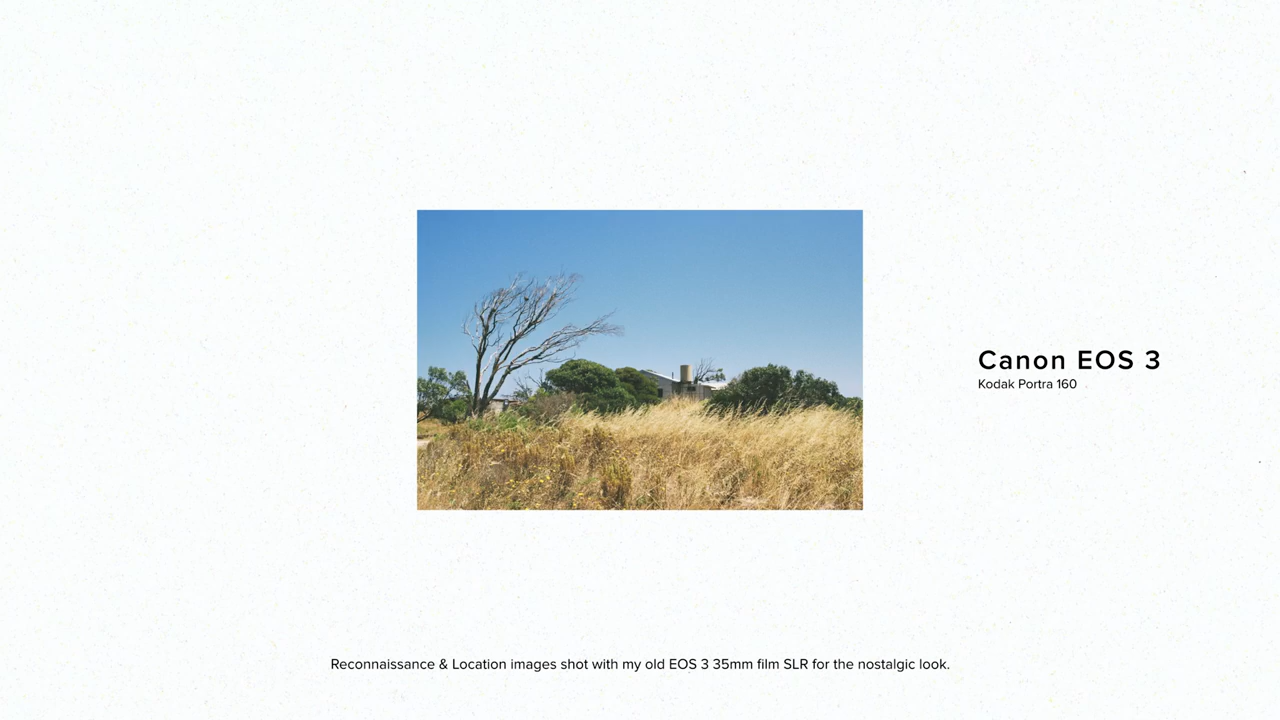 Canon EOS 3
Kodak Portra 160
Reconnaissance & Location images shot with my old EOS 3 35mm film SLR for the nostalgic look.